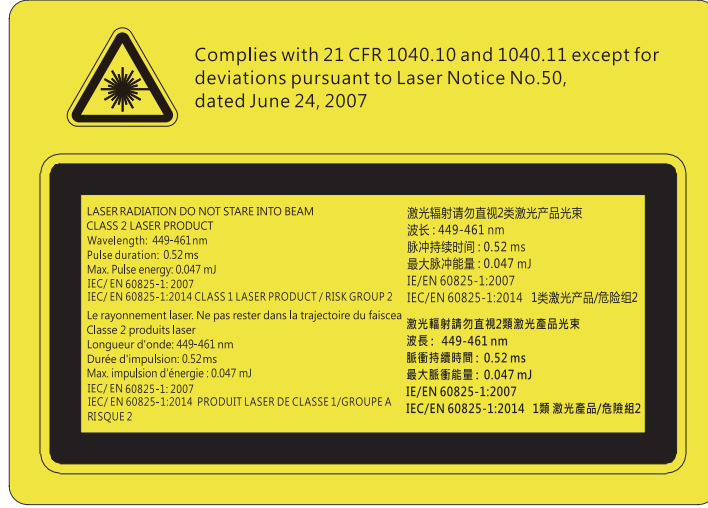 Complies with 21 CFR 1040.10 and 1040.11 except for
deviations pursuant to Laser Notice No.50,
dated June 24, 2007
LASER RADIATION DO NOT STARE INTO BEAM
CLASS 2 LASER PRODUCT
Wavelength: 449-461 nm
Pulse duration: 0.52ms
Max. Pulse energy: 0.047 mJ
IEC/ EN 60825-1: 2007
IEC/ EN 60825-1:2014 CLASS 1 LASER PRODUCT / RISK GROUP 2
Le rayonnement laser. Ne pas rester dans la trajectoire du faiscea
Classe 2 produits laser
Longueur d'onde: 449-461 nm
Durée d'impulsion: 0.52ms
Max. impulsion d'énergie : 0.047 mJ
IEC/ EN 60825-1: 2007
IEC/ EN 60825-1:2014 PRODUIT LASER DE CLASSE 1/GROUPE A
RISQUE 2
激光辐射请勿直视2类激光产品光束
波长 : 449-461 nm
脉冲持续时间 : 0.52 ms
最大脉冲能量 : 0.047 mJ
IE/EN 60825-1:2007
IEC/EN 60825-1:2014 1类激光产品/危险组2
激光輻射請勿直視2類激光產品光束
波長 : 449-461 nm
脈衝持續時間 : 0.52 ms
最大脈衝能量 : 0.047 mJ
IE/EN 60825-1:2007
IEC/EN 60825-1:2014 1類 激光產品/危險組2